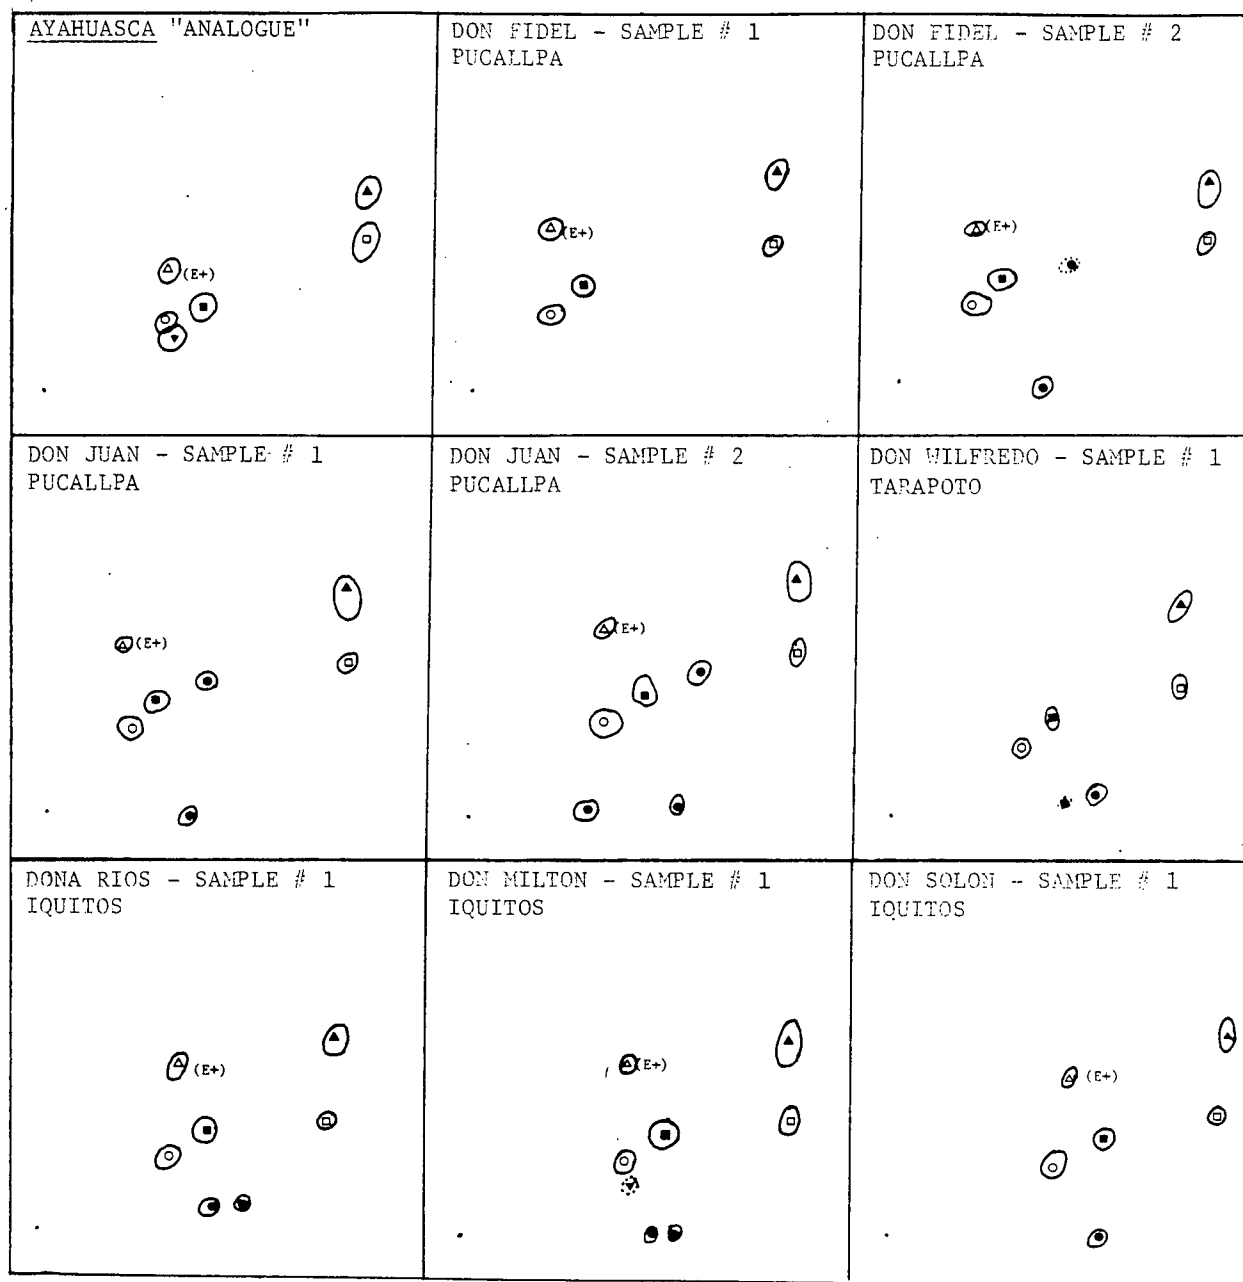 AYAHUASCA "ANALOGUE"
(E+)
DON FIDEL - SAMPLE # 1
PUCALLPA
(E+)
DON FIDEL - SAMPLE # 2
PUCALLPA
(E+)
DON JUAN - SAMPLE # 1
PUCALLPA
(E+)
DON JUAN - SAMPLE # 2
PUCALLPA
(E+)
DON WILFREDO - SAMPLE # 1
TARAPOTO
DONA RIOS - SAMPLE # 1
IQUITOS
(E+)
DON MILTON - SAMPLE # 1
IQUITOS
(E+)
DON SOLON - SAMPLE # 1
IQUITOS
(E+)